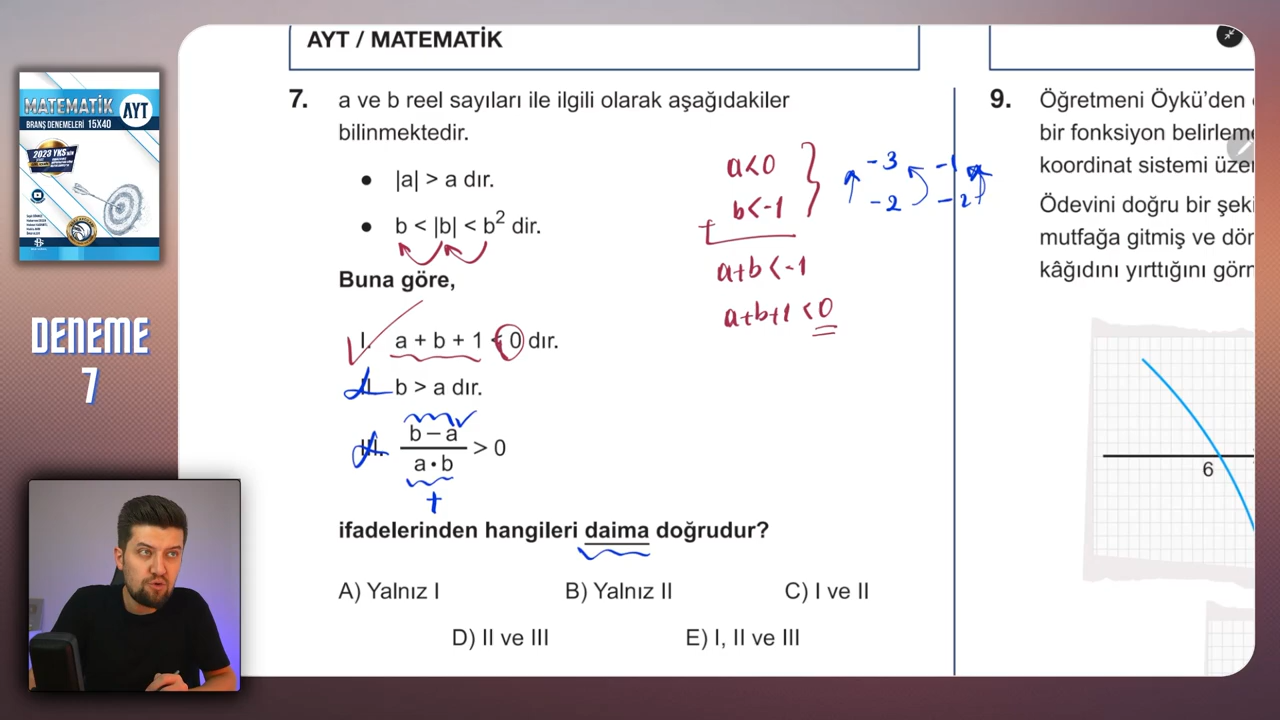 AYT / MATEMATİK
MATEMATİK AYT
BRANŞ DENEMELERİ 15X40
2023 YKS'NİN
DENEME
7
7. a ve b reel sayıları ile ilgili olarak aşağıdakiler
bilinmektedir.
• |a| > a dır.
• b < |b| < b² dir.
Buna göre,
I. a + b + 1 < 0 dır.
II. b > a dır.
III. b – a / a • b > 0
+
ifadelerinden hangileri daima doğrudur?
A) Yalnız I B) Yalnız II C) I ve II
D) II ve III E) I, II ve III
a<0
b<-1
+
a+b<-1
a+b+1<0
-3 -1
-2 -2
9. Öğretmeni Öykü'den
bir fonksiyon belirleme
koordinat sistemi üze
Ödevini doğru bir şeki
mutfağa gitmiş ve dör
kâğıdını yırttığını görn
6